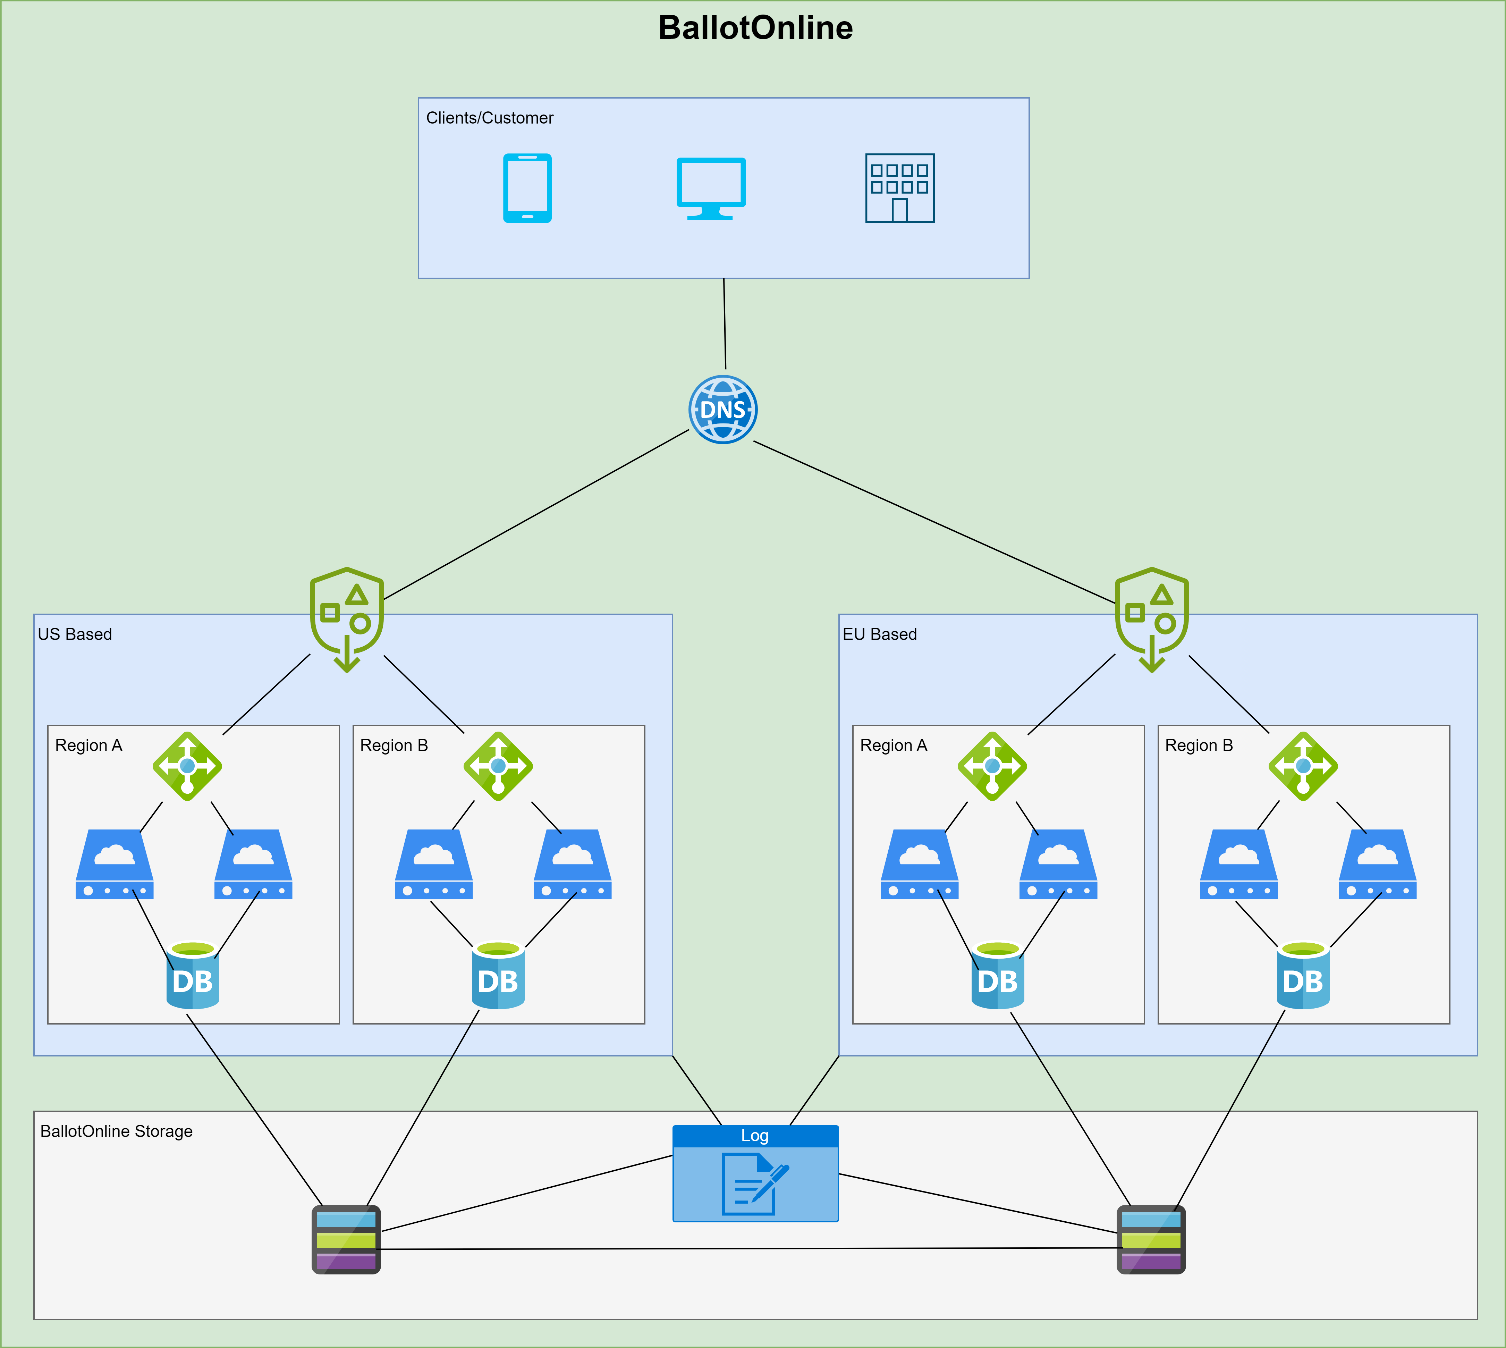 BallotOnline
Clients/Customer
DNS
US Based
EU Based
Region A
Region B
Region A
Region B
DB
DB
DB
DB
BallotOnline Storage
Log